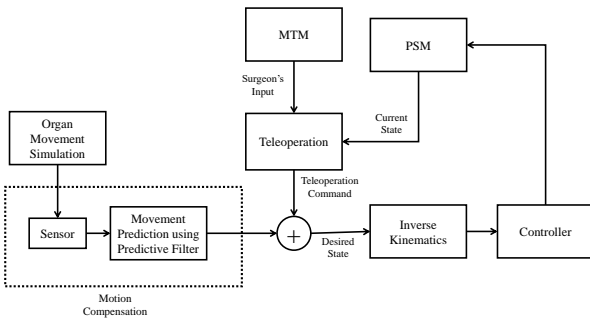 MTM
PSM
Surgeon's
Input
Current
State
Organ
Movement
Simulation
Teleoperation
Teleoperation
Command
Sensor
Movement
Prediction using
Predictive Filter
+
Desired
State
Inverse
Kinematics
Controller
Motion
Compensation